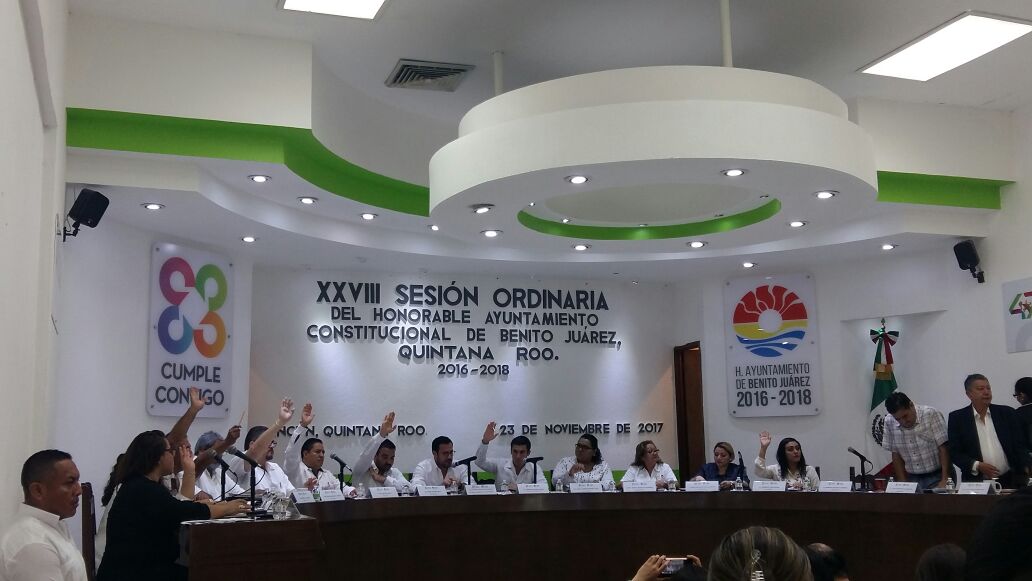 XXVIII SESIÓN ORDINARIA
DEL HONORABLE AYUNTAMIENTO
CONSTITUCIONAL DE BENITO JUÁREZ,
QUINTANA ROO.
2016-2018
QUINTANA ROO.
23 DE NOVIEMBRE DE 2017
CUMPLE
CONTIGO
H. AYUNTAMIENTO
DE BENITO JUÁREZ
2016 - 2018